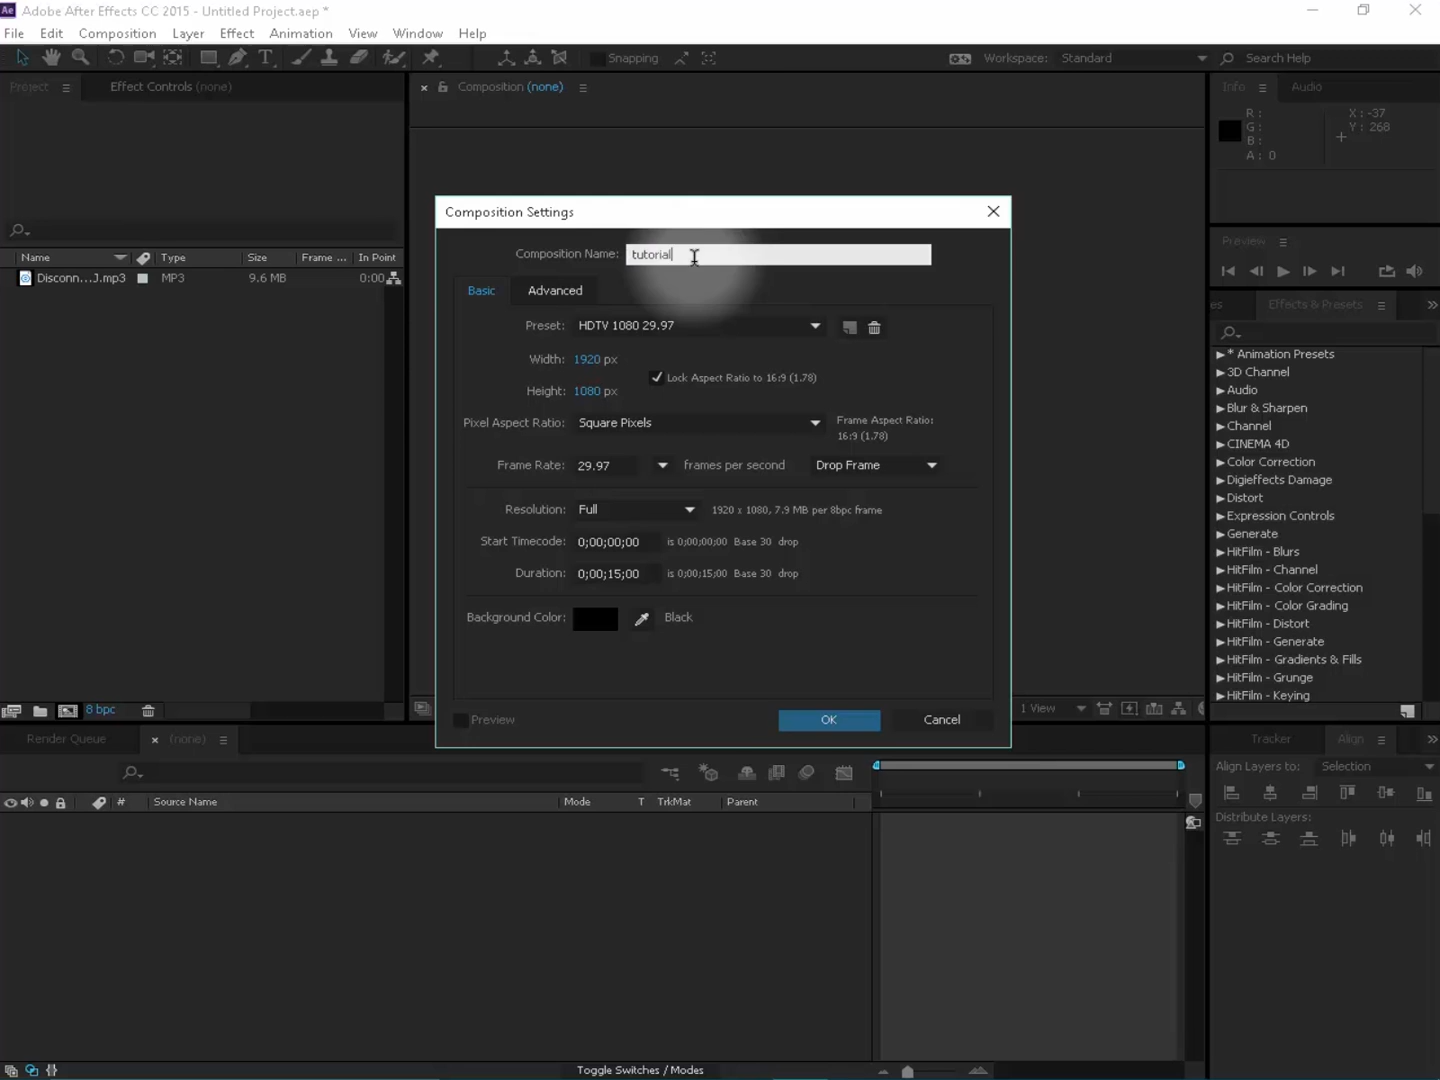 Ae Adobe After Effects CC 2015 - Untitled Project.aep *
File Edit Composition Layer Effect Animation View Window Help
T Snapping Workspace: Standard Search Help
Project Effect Controls (none)
Composition (none)
Info Audio
R :
G :
B :
A : 0
X : -37
Y : 268
Preview
Name Type Size Frame ... In Point
Disconn...J.mp3 MP3 9.6 MB 0:00
Composition Settings
Composition Name: tutorial
Basic Advanced
Preset: HDTV 1080 29.97
Width: 1920 px
Lock Aspect Ratio to 16:9 (1.78)
Height: 1080 px
Pixel Aspect Ratio: Square Pixels
Frame Aspect Ratio:
16:9 (1.78)
Frame Rate: 29.97 frames per second Drop Frame
Resolution: Full 1920 x 1080, 7.9 MB per 8bpc frame
Start Timecode: 0;00;00;00 is 0;00;00;00 Base 30 drop
Duration: 0;00;15;00 is 0;00;15;00 Base 30 drop
Background Color: Black
Preview OK Cancel
es Effects & Presets
* Animation Presets
3D Channel
Audio
Blur & Sharpen
Channel
CINEMA 4D
Color Correction
Digieffects Damage
Distort
Expression Controls
Generate
HitFilm - Blurs
HitFilm - Channel
HitFilm - Color Correction
HitFilm - Color Grading
HitFilm - Distort
HitFilm - Generate
HitFilm - Gradients & Fills
HitFilm - Grunge
HitFilm - Keying
8 bpc
1 View
Render Queue (none)
Tracker Align
Align Layers to: Selection
Distribute Layers:
# Source Name Mode T TrkMat Parent
Toggle Switches / Modes